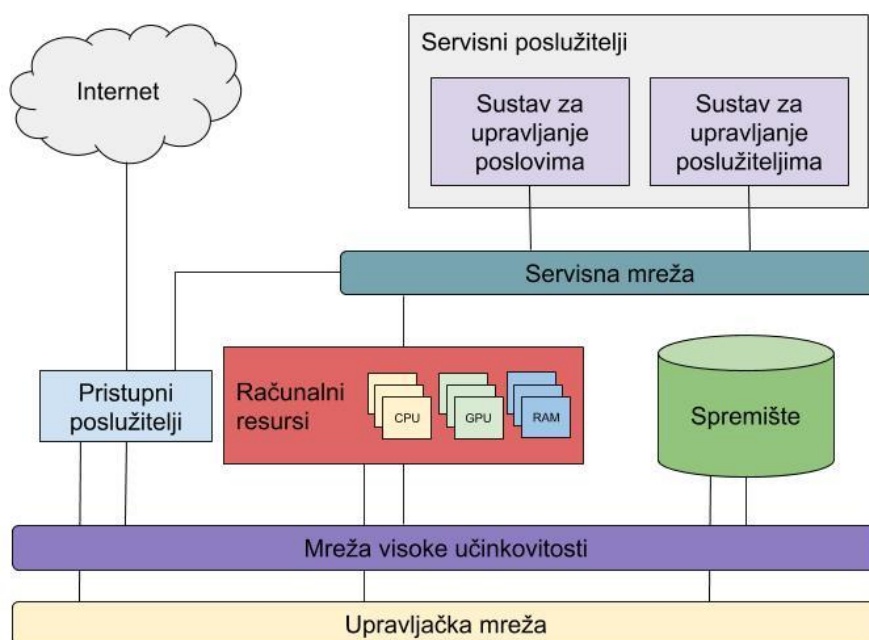 Internet
Servisni poslužitelji
Sustav za
upravljanje
poslovima
Sustav za
upravljanje
poslužiteljima
Servisna mreža
Pristupni
poslužitelji
Računalni
resursi
CPU
GPU
RAM
Spremište
Mreža visoke učinkovitosti
Upravljačka mreža